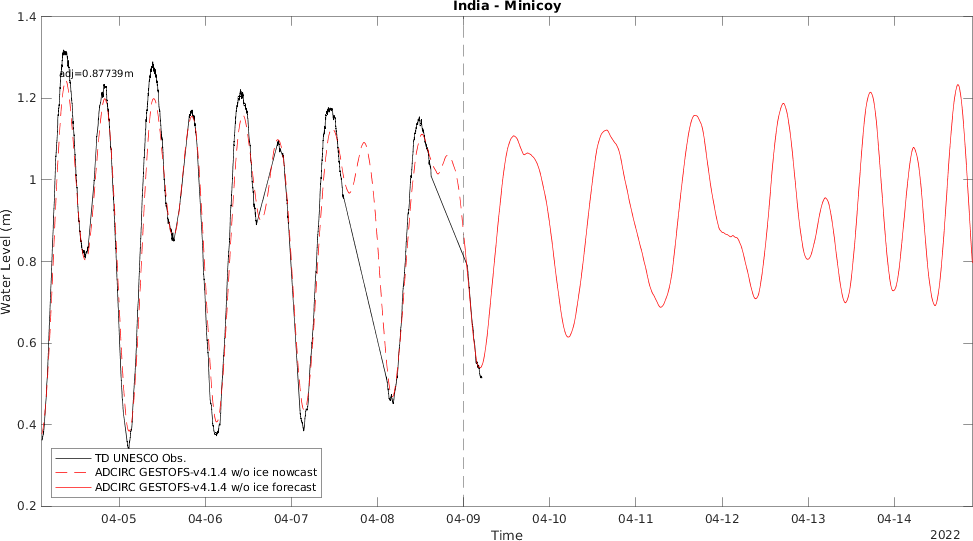 India - Minicoy
1.4
1.2
1
0.8
0.6
0.4
0.2
Water Level (m)
adj=0.87739m
TD UNESCO Obs.
ADCIRC GESTOFS-v4.1.4 w/o ice nowcast
ADCIRC GESTOFS-v4.1.4 w/o ice forecast
04-05 04-06 04-07 04-08 04-09 04-10 04-11 04-12 04-13 04-14
Time
2022